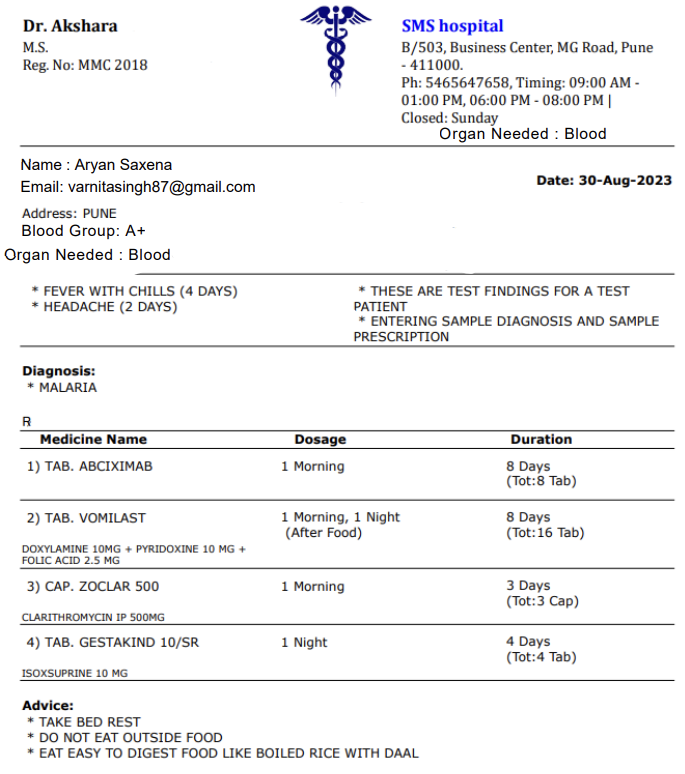 Dr. Akshara
M.S.
Reg. No: MMC 2018
SMS hospital
B/503, Business Center, MG Road, Pune
- 411000.
Ph: 5465647658, Timing: 09:00 AM -
01:00 PM, 06:00 PM - 08:00 PM |
Closed: Sunday
Organ Needed : Blood
Name : Aryan Saxena
Email: varnitasingh87@gmail.com
Date: 30-Aug-2023
Address: PUNE
Blood Group: A+
Organ Needed : Blood
* FEVER WITH CHILLS (4 DAYS)
* HEADACHE (2 DAYS)
* THESE ARE TEST FINDINGS FOR A TEST
PATIENT
* ENTERING SAMPLE DIAGNOSIS AND SAMPLE
PRESCRIPTION
Diagnosis:
* MALARIA
R
Medicine Name Dosage Duration
1) TAB. ABCIXIMAB 1 Morning 8 Days
(Tot:8 Tab)
2) TAB. VOMILAST 1 Morning, 1 Night 8 Days
(After Food) (Tot:16 Tab)
DOXYLAMINE 10MG + PYRIDOXINE 10 MG +
FOLIC ACID 2.5 MG
3) CAP. ZOCLAR 500 1 Morning 3 Days
(Tot:3 Cap)
CLARITHROMYCIN IP 500MG
4) TAB. GESTAKIND 10/SR 1 Night 4 Days
(Tot:4 Tab)
ISOXSUPRINE 10 MG
Advice:
* TAKE BED REST
* DO NOT EAT OUTSIDE FOOD
* EAT EASY TO DIGEST FOOD LIKE BOILED RICE WITH DAAL